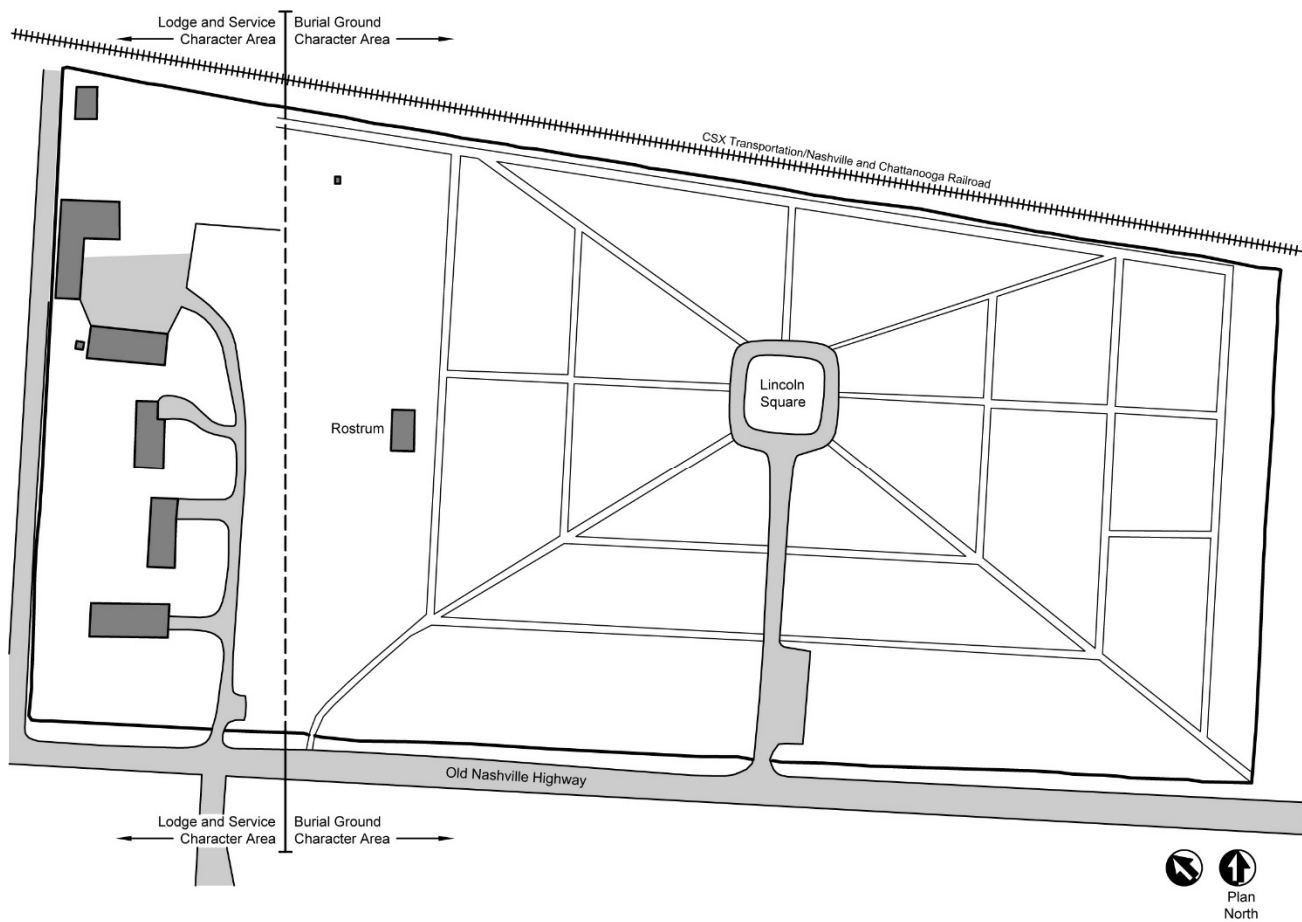 Lodge and Service
Character Area
Burial Ground
Character Area
CSX Transportation/Nashville and Chattanooga Railroad
Lincoln
Square
Rostrum
Old Nashville Highway
Lodge and Service
Character Area
Burial Ground
Character Area
Plan
North